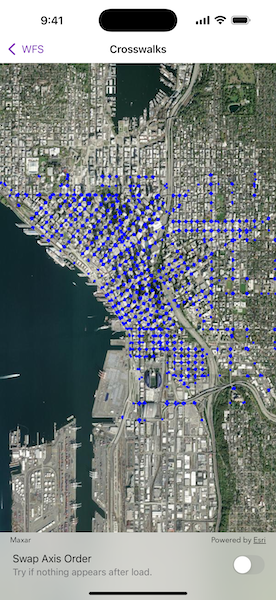 9:41
WFS
Crosswalks
Maxar
Powered by Esri
Swap Axis Order
Try if nothing appears after load.